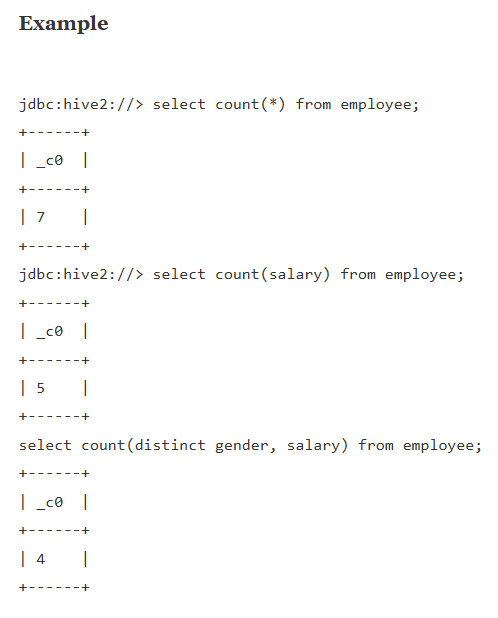 Example
jdbc:hive2://> select count(*) from employee;
+------+
| _c0  |
+------+
| 7    |
+------+
jdbc:hive2://> select count(salary) from employee;
+------+
| _c0  |
+------+
| 5    |
+------+
select count(distinct gender, salary) from employee;
+------+
| _c0  |
+------+
| 4    |
+------+